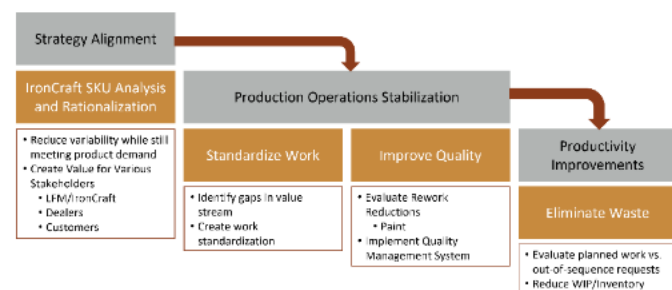 Strategy Alignment
IronCraft SKU Analysis
and Rationalization
• Reduce variability while still
meeting product demand
• Create Value for Various
Stakeholders
• LFM/IronCraft
• Dealers
• Customers
Production Operations Stabilization
Standardize Work
• Identify gaps in value
stream
• Create work
standardization
Improve Quality
• Evaluate Rework
Reductions
• Paint
• Implement Quality
Management System
Productivity
Improvements
Eliminate Waste
• Evaluate planned work vs.
out-of-sequence requests
• Reduce WIP/Inventory